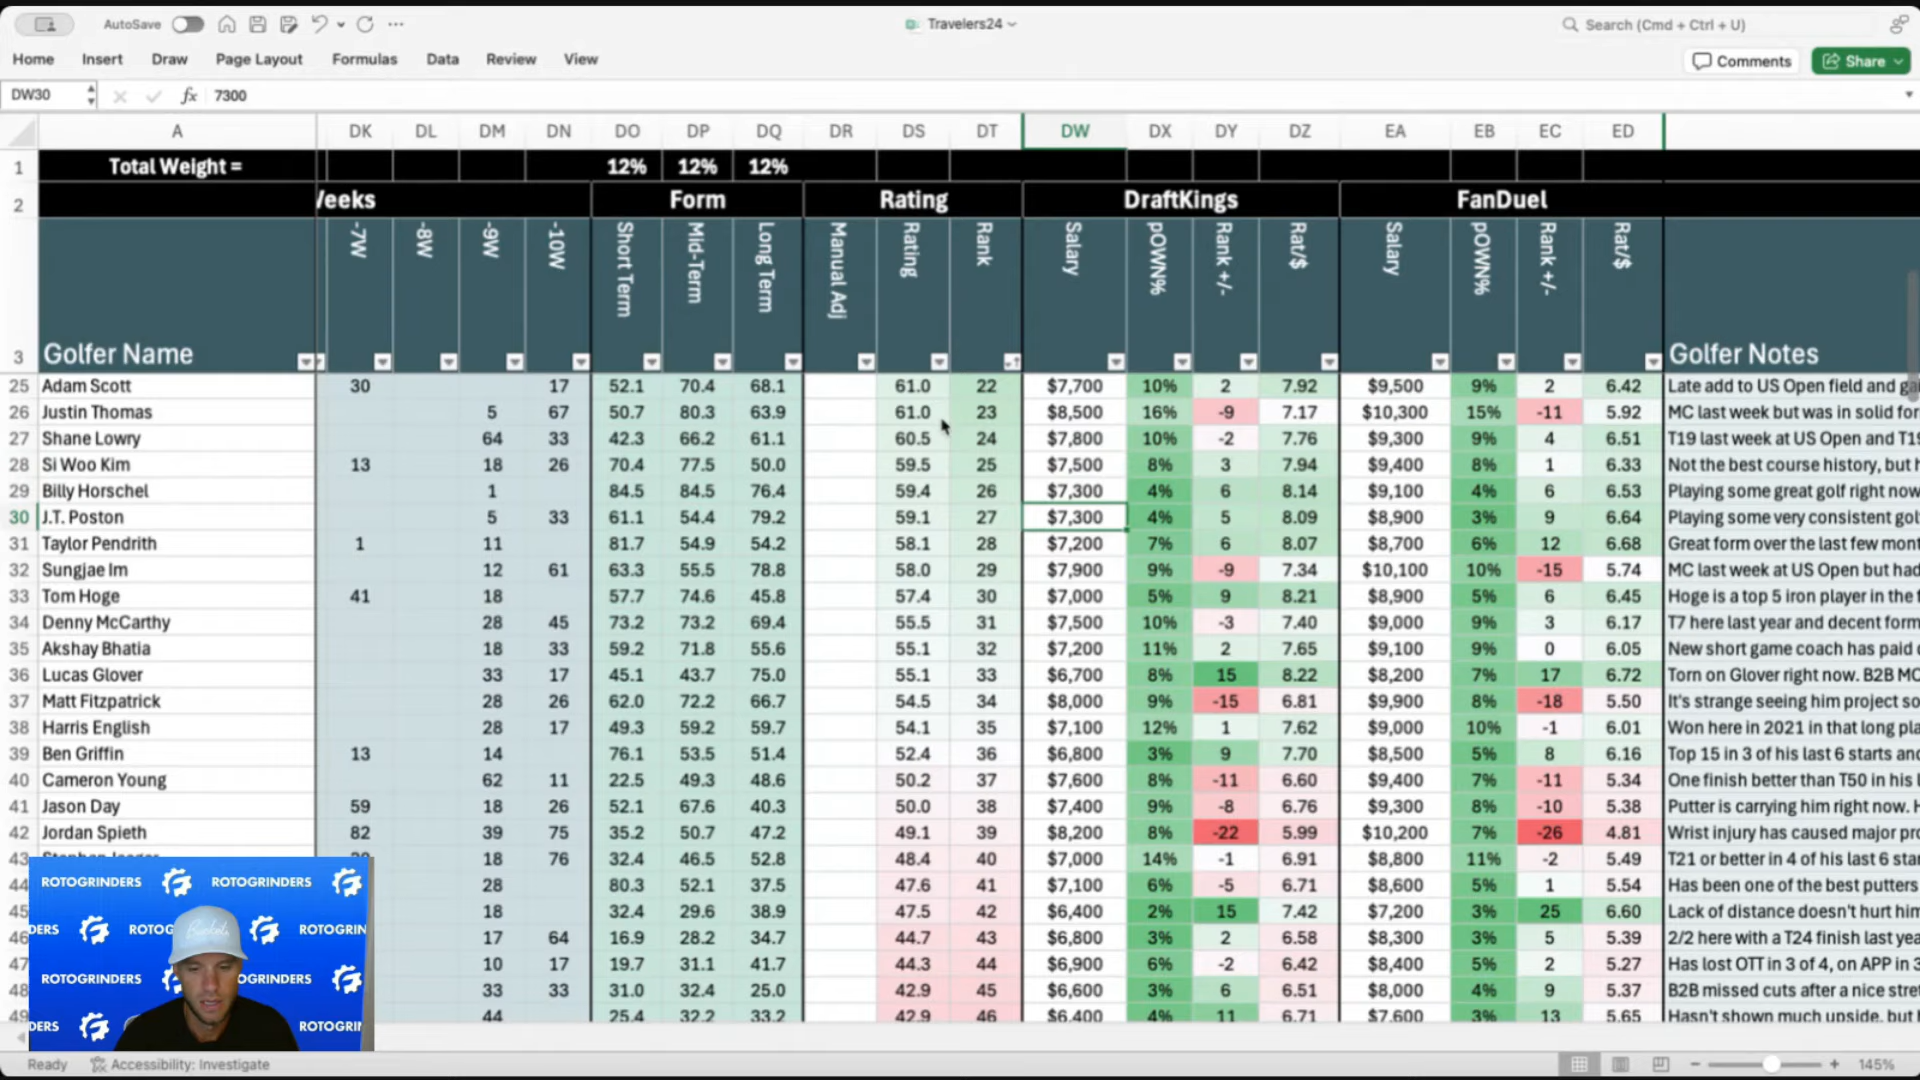 AutoSave
Travelers24
Search (Cmd + Ctrl + U)
Home Insert Draw Page Layout Formulas Data Review View
Comments Share
DW30 fx 7300
A DK DL DM DN DO DP DQ DR DS DT DW DX DY DZ EA EB EC ED
1 Total Weight = 12% 12% 12%
2 Weeks Form Rating DraftKings FanDuel
3 Golfer Name -7W -8W -9W -10W Short Term Mid-Term Long Term Manual Adj Rating Rank Salary pOWN% Rank +/- Rat/$ Salary pOWN% Rank +/- Rat/$ Golfer Notes
25 Adam Scott 30 17 52.1 70.4 68.1 61.0 22 $7,700 10% 2 7.92 $9,500 9% 2 6.42 Late add to US Open field and
26 Justin Thomas 5 67 50.7 80.3 63.9 61.0 23 $8,500 16% -9 7.17 $10,300 15% -11 5.92 MC last week but was in solid
27 Shane Lowry 64 33 42.3 66.2 61.1 60.5 24 $7,800 10% -2 7.76 $9,300 9% 4 6.51 T19 last week at US Open and
28 Si Woo Kim 13 18 26 70.4 77.5 50.0 59.5 25 $7,500 8% 3 7.94 $9,400 8% 1 6.33 Not the best course history, but
29 Billy Horschel 1 84.5 84.5 76.4 59.4 26 $7,300 4% 6 8.14 $9,100 4% 6 6.53 Playing some great golf right now
30 J.T. Poston 5 33 61.1 54.4 79.2 59.1 27 $7,300 4% 5 8.09 $8,900 3% 9 6.64 Playing some very consistent
31 Taylor Pendrith 1 11 81.7 54.9 54.2 58.1 28 $7,200 7% 6 8.07 $8,700 6% 12 6.68 Great form over the last few
32 Sungjae Im 12 61 63.3 55.5 78.8 58.0 29 $7,900 9% -9 7.34 $10,100 10% -15 5.74 MC last week at US Open but had
33 Tom Hoge 41 18 57.7 74.6 45.8 57.4 30 $7,000 5% 9 8.21 $8,900 5% 6 6.45 Hoge is a top 5 iron player in the
34 Denny McCarthy 28 45 73.2 73.2 69.4 55.5 31 $7,500 10% -3 7.40 $9,000 9% 3 6.17 T7 here last year and decent form
35 Akshay Bhatia 18 33 59.2 71.8 55.6 55.1 32 $7,200 11% 2 7.65 $9,100 9% 0 6.05 New short game coach has paid
36 Lucas Glover 33 17 45.1 43.7 75.0 55.1 33 $6,700 8% 15 8.22 $8,200 7% 17 6.72 Torn on Glover right now. B2B MC
37 Matt Fitzpatrick 28 26 62.0 72.2 66.7 54.5 34 $8,000 9% -15 6.81 $9,900 8% -18 5.50 It's strange seeing him project
38 Harris English 28 17 49.3 59.2 59.7 54.1 35 $7,100 12% 1 7.62 $9,000 10% -1 6.01 Won here in 2021 in that long
39 Ben Griffin 13 14 76.1 53.5 51.4 52.4 36 $6,800 3% 9 7.70 $8,500 5% 8 6.16 Top 15 in 3 of his last 6 starts
40 Cameron Young 62 11 22.5 49.3 48.6 50.2 37 $7,600 8% -11 6.60 $9,400 7% -11 5.34 One finish better than T50 in his
41 Jason Day 59 18 26 52.1 67.6 40.3 50.0 38 $7,400 9% -8 6.76 $9,300 8% -10 5.38 Putter is carrying him right now.
42 Jordan Spieth 82 39 75 35.2 50.7 47.2 49.1 39 $8,200 8% -22 5.99 $10,200 7% -26 4.81 Wrist injury has caused major
43 18 76 32.4 46.5 52.8 48.4 40 $7,000 14% -1 6.91 $8,800 11% -2 5.49 T21 or better in 4 of his last 6
44 28 80.3 52.1 37.5 47.6 41 $7,100 6% -5 6.71 $8,600 5% 1 5.54 Has been one of the best putters
45 18 32.4 29.6 38.9 47.5 42 $6,400 2% 15 7.42 $7,200 3% 25 6.60 Lack of distance doesn't hurt
46 17 64 16.9 28.2 34.7 44.7 43 $6,800 3% 2 6.58 $8,300 3% 5 5.39 2/2 here with a T24 finish last
47 10 17 19.7 31.1 41.7 44.3 44 $6,900 6% -2 6.42 $8,400 5% 2 5.27 Has lost OTT in 3 of 4, on APP in
48 33 33 31.0 32.4 25.0 42.9 45 $6,600 3% 6 6.51 $8,000 4% 9 5.37 B2B missed cuts after a nice
49 44 25.4 32.2 33.2 42.9 46 $6,400 4% 11 6.71 $7,600 3% 13 5.65 Hasn't shown much upside, but
ROTOGRINDERS ROTOGRINDERS
ROTOGRINDERS
Ready Accessibility: Investigate 145%